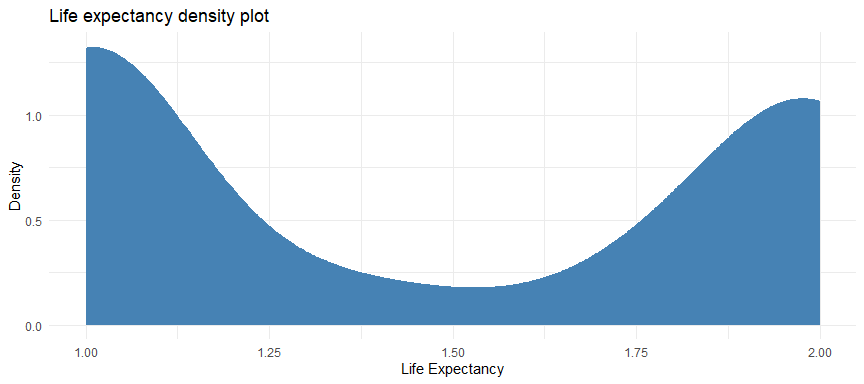 Life expectancy density plot
Density
1.0
0.5
0.0
1.00 1.25 1.50 1.75 2.00
Life Expectancy